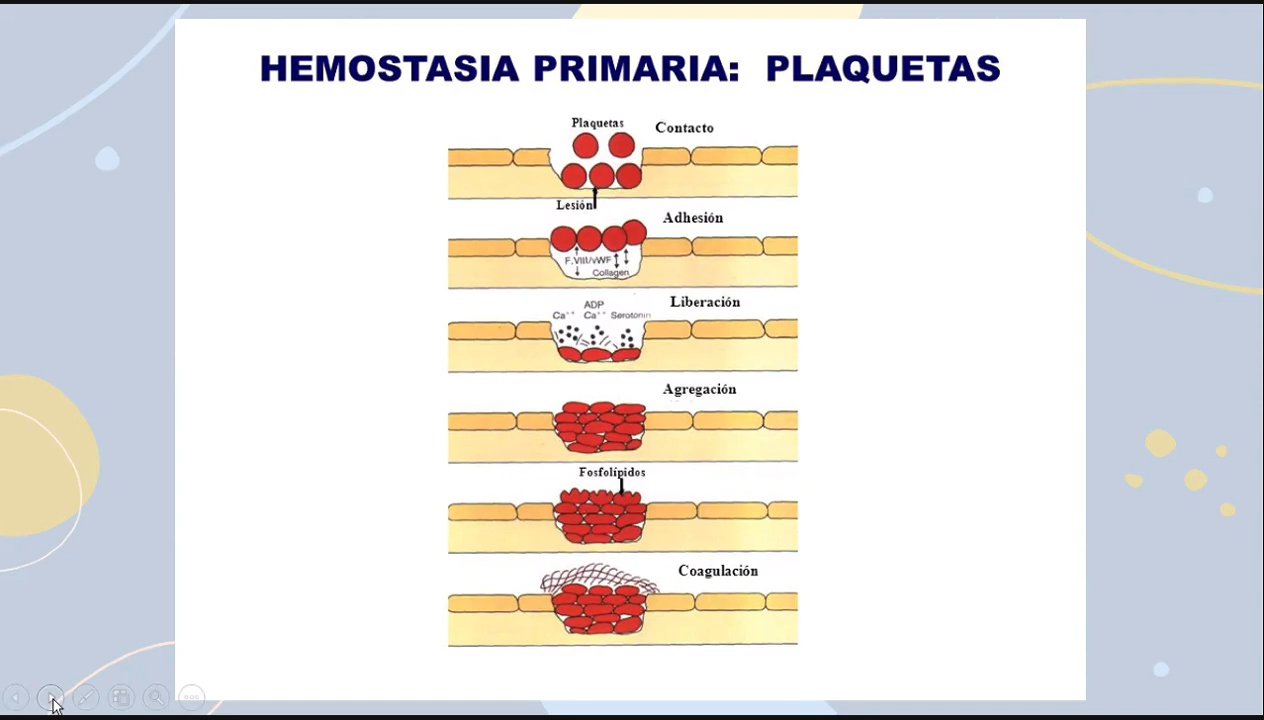 HEMOSTASIA PRIMARIA: PLAQUETAS
Plaquetas
Contacto
Lesión
Adhesión
F.VIII/vWF
Collagen
Liberación
ADP
Ca++ Ca++ Serotonin
Agregación
Fosfolípidos
Coagulación